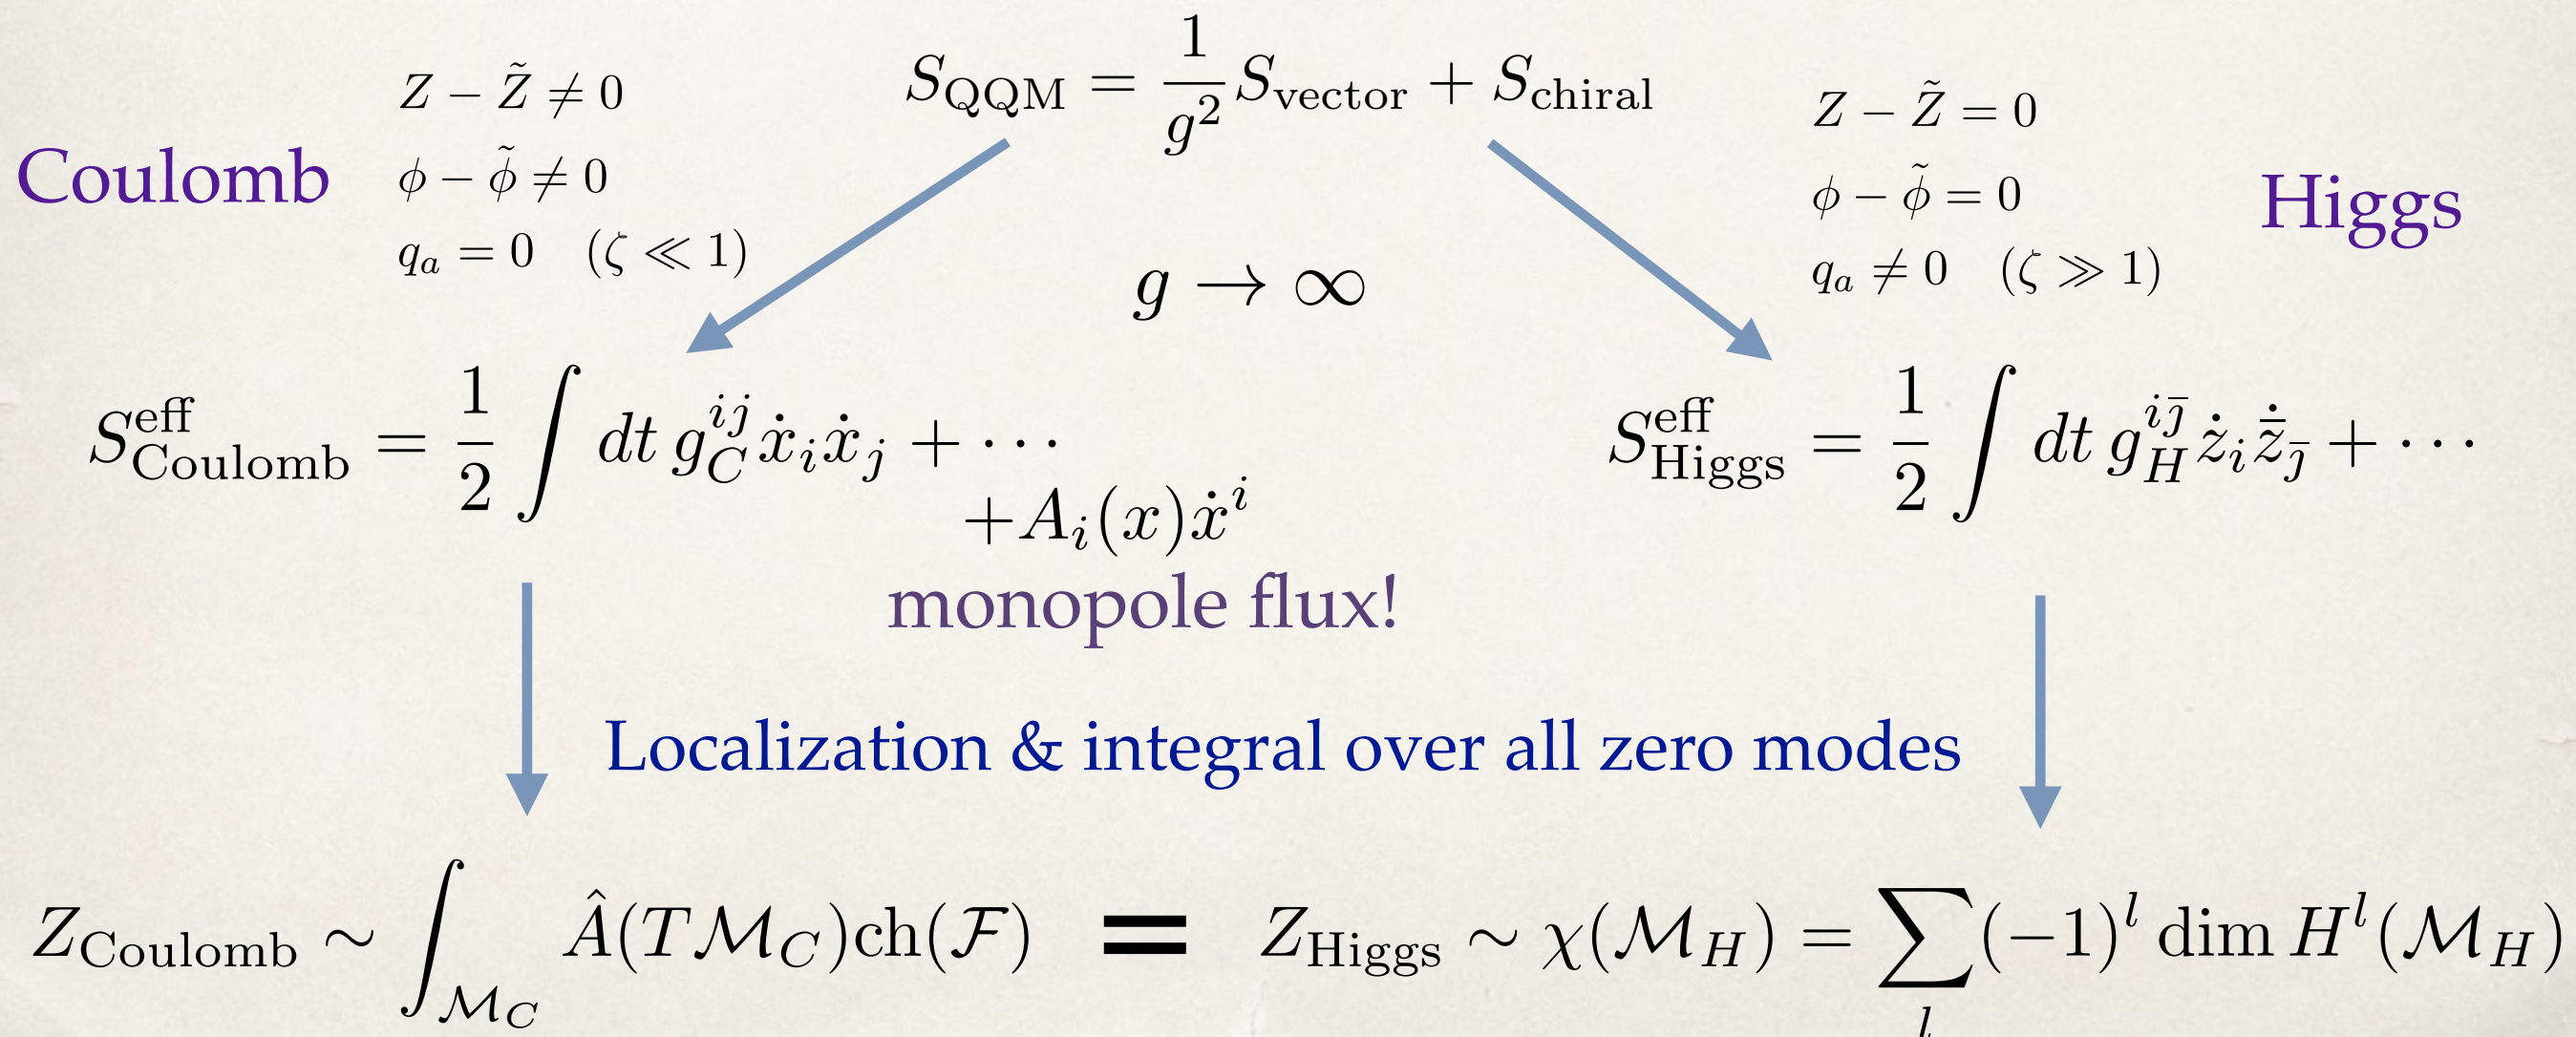 S_QQM = 1/g² S_vector + S_chiral
Coulomb
Z − Z̃ ≠ 0
ϕ − ϕ̃ ≠ 0
q_a = 0 (ζ ≪ 1)
g → ∞
Z − Z̃ = 0
ϕ − ϕ̃ = 0
q_a ≠ 0 (ζ ≫ 1)
Higgs
S^eff_Coulomb = 1/2 ∫ dt g_C^{ij} ẋ_i ẋ_j + ⋯
+A_i(x)ẋ^i
monopole flux!
S^eff_Higgs = 1/2 ∫ dt g_H^{i j̄} ż_i \dot{z̄}_j̄ + ⋯
Localization & integral over all zero modes
Z_Coulomb ∼ ∫_{ℳ_C} Â(Tℳ_C)ch(ℱ) = Z_Higgs ∼ χ(ℳ_H) = ∑_l (−1)^l dim H^l(ℳ_H)